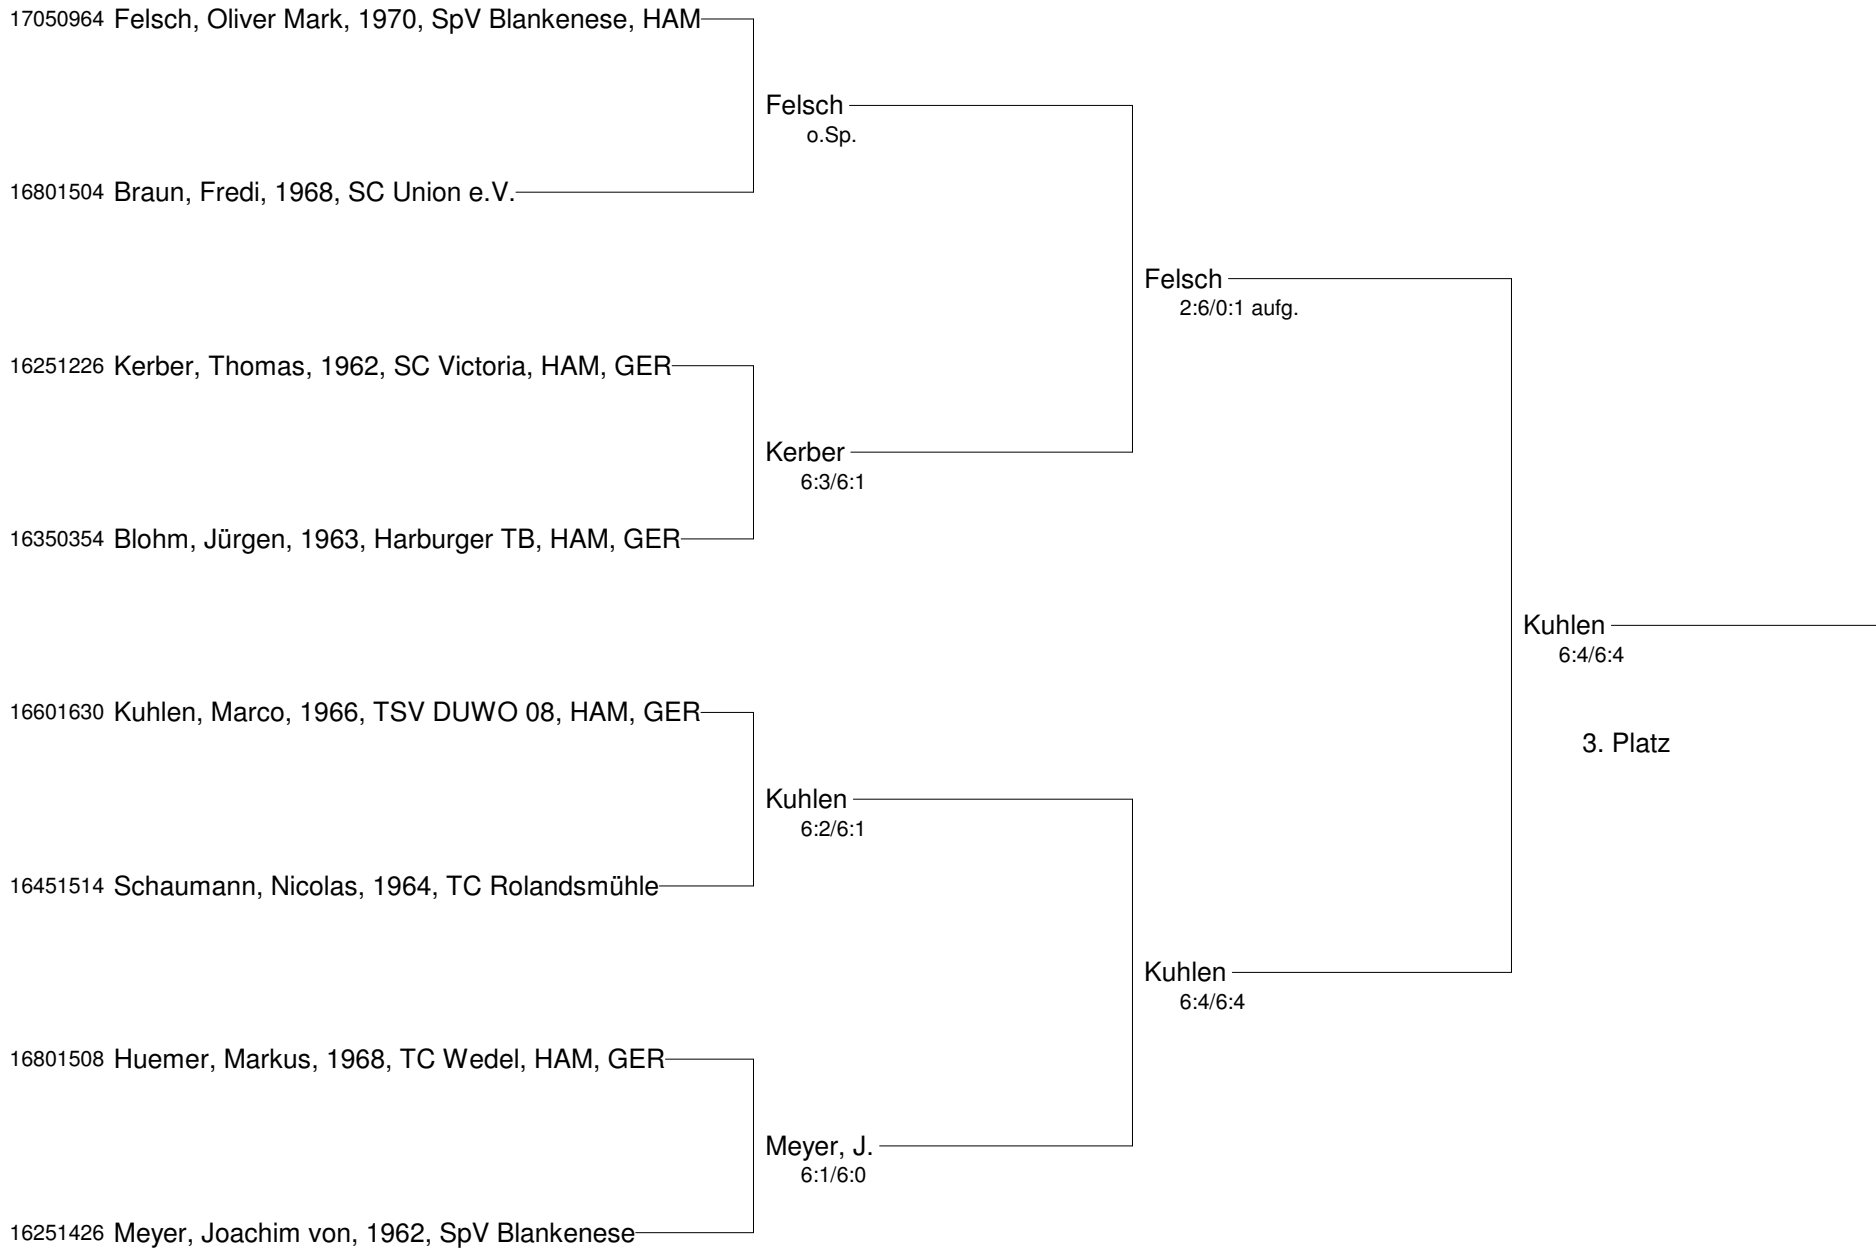 17050964 Felsch, Oliver Mark, 1970, SpV Blankenese, HAM
Felsch
o.Sp.
16801504 Braun, Fredi, 1968, SC Union e.V.
Felsch
2:6/0:1 aufg.
16251226 Kerber, Thomas, 1962, SC Victoria, HAM, GER
Kerber
6:3/6:1
16350354 Blohm, Jürgen, 1963, Harburger TB, HAM, GER
Kuhlen
6:4/6:4
16601630 Kuhlen, Marco, 1966, TSV DUWO 08, HAM, GER
3. Platz
Kuhlen
6:2/6:1
16451514 Schaumann, Nicolas, 1964, TC Rolandsmühle
Kuhlen
6:4/6:4
16801508 Huemer, Markus, 1968, TC Wedel, HAM, GER
Meyer, J.
6:1/6:0
16251426 Meyer, Joachim von, 1962, SpV Blankenese